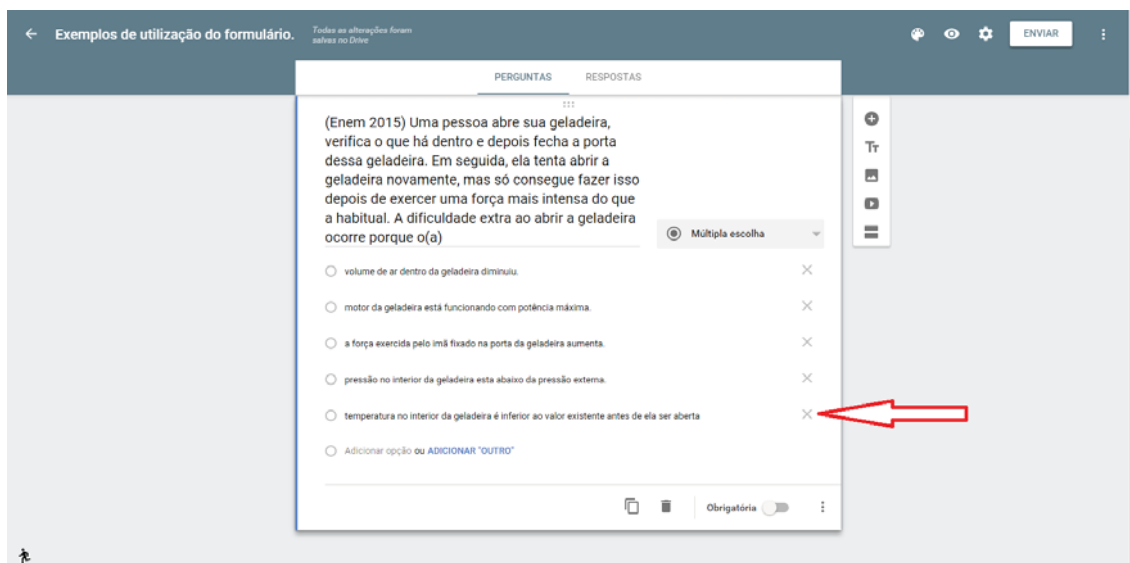 Exemplos de utilização do formulário.
Todas as alterações foram
salvas no Drive
ENVIAR
PERGUNTAS RESPOSTAS
(Enem 2015) Uma pessoa abre sua geladeira,
verifica o que há dentro e depois fecha a porta
dessa geladeira. Em seguida, ela tenta abrir a
geladeira novamente, mas só consegue fazer isso
depois de exercer uma força mais intensa do que
a habitual. A dificuldade extra ao abrir a geladeira
ocorre porque o(a)
Múltipla escolha
volume de ar dentro da geladeira diminuiu.
motor da geladeira está funcionando com potência máxima.
a força exercida pelo imã fixado na porta da geladeira aumenta.
pressão no interior da geladeira esta abaixo da pressão externa.
temperatura no interior da geladeira é inferior ao valor existente antes de ela ser aberta
Adicionar opção ou ADICIONAR "OUTRO"
Obrigatória